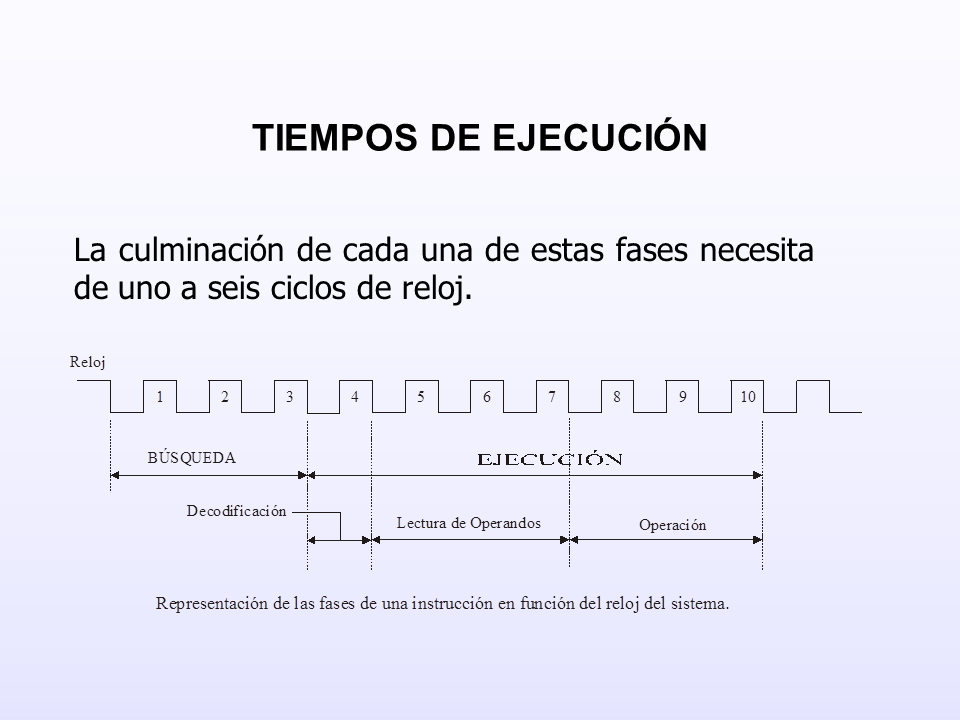 TIEMPOS DE EJECUCIÓN
La culminación de cada una de estas fases necesita
de uno a seis ciclos de reloj.
Reloj
1 2 3 4 5 6 7 8 9 10
BÚSQUEDA
EJECUCIÓN
Decodificación
Lectura de Operandos
Operación
Representación de las fases de una instrucción en función del reloj del sistema.